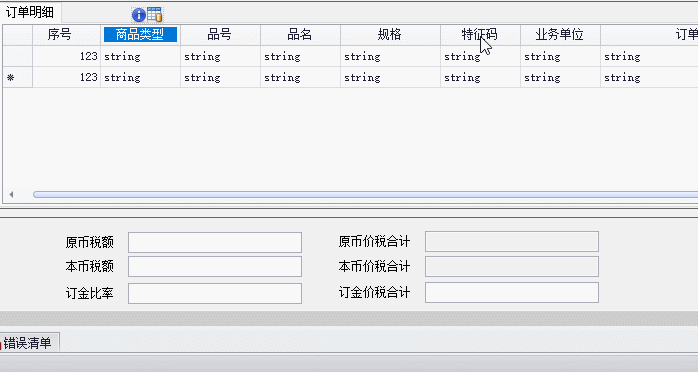 订单明细
序号 商品类型 品号 品名 规格 特征码 业务单位 订单
123 string string string string string string string
* 123 string string string string string string string
原币税额 原币价税合计
本币税额 本币价税合计
订金比率 订金价税合计
错误清单